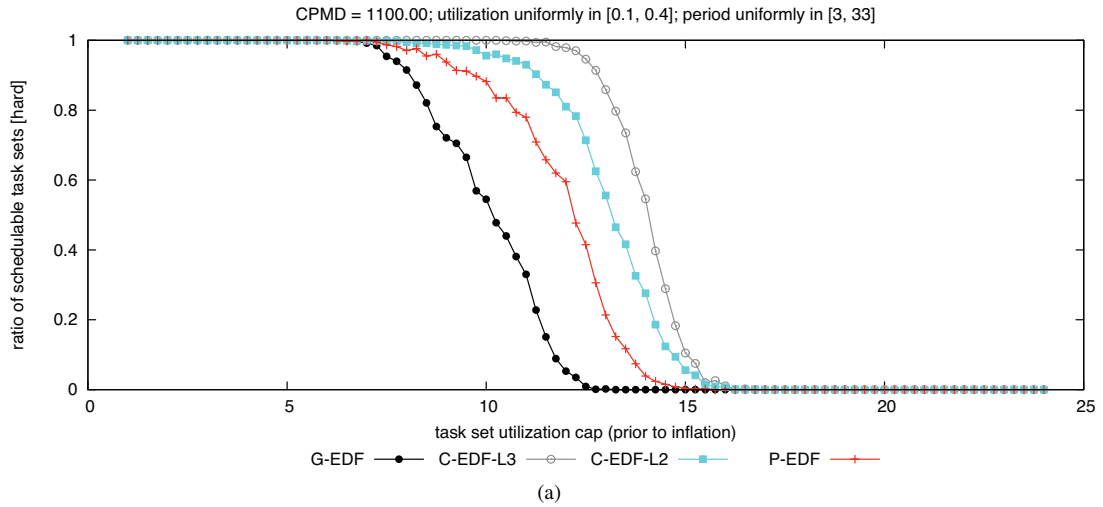 CPMD = 1100.00; utilization uniformly in [0.1, 0.4]; period uniformly in [3, 33]
ratio of schedulable task sets [hard]
1
0.8
0.6
0.4
0.2
0
0 5 10 15 20 25
task set utilization cap (prior to inflation)
G-EDF C-EDF-L3 C-EDF-L2 P-EDF
(a)